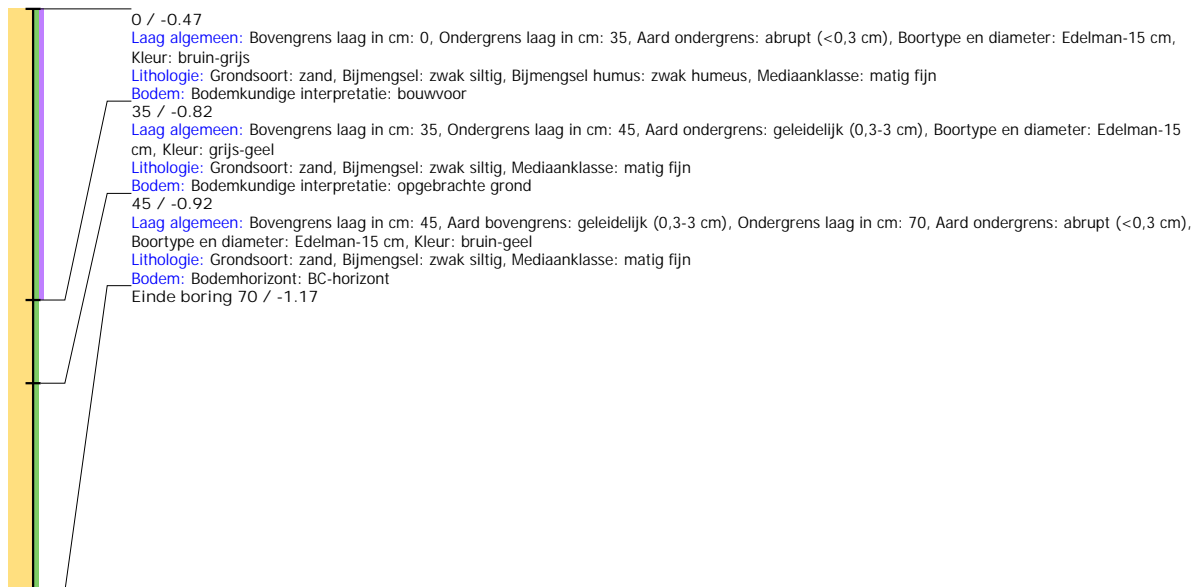 0 / -0.47
Laag algemeen: Bovengrens laag in cm: 0, Ondergrens laag in cm: 35, Aard ondergrens: abrupt (<0,3 cm), Boortype en diameter: Edelman-15 cm,
Kleur: bruin-grijs
Lithologie: Grondsoort: zand, Bijmengsel: zwak siltig, Bijmengsel humus: zwak humeus, Mediaanklasse: matig fijn
Bodem: Bodemkundige interpretatie: bouwvoor
35 / -0.82
Laag algemeen: Bovengrens laag in cm: 35, Ondergrens laag in cm: 45, Aard ondergrens: geleidelijk (0,3-3 cm), Boortype en diameter: Edelman-15
cm, Kleur: grijs-geel
Lithologie: Grondsoort: zand, Bijmengsel: zwak siltig, Mediaanklasse: matig fijn
Bodem: Bodemkundige interpretatie: opgebrachte grond
45 / -0.92
Laag algemeen: Bovengrens laag in cm: 45, Aard bovengrens: geleidelijk (0,3-3 cm), Ondergrens laag in cm: 70, Aard ondergrens: abrupt (<0,3 cm),
Boortype en diameter: Edelman-15 cm, Kleur: bruin-geel
Lithologie: Grondsoort: zand, Bijmengsel: zwak siltig, Mediaanklasse: matig fijn
Bodem: Bodemhorizont: BC-horizont
Einde boring 70 / -1.17